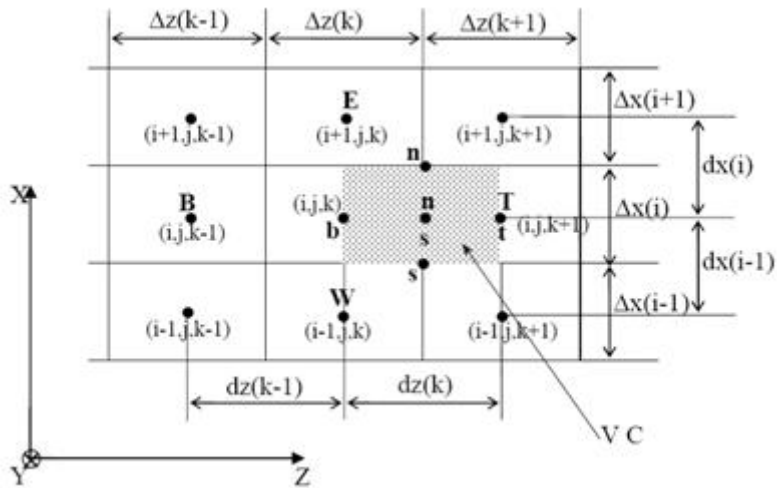 Δz(k-1) Δz(k) Δz(k+1)
E
Δx(i+1)
(i+1,j,k-1) (i+1,j,k) (i+1,j,k+1)
n
dx(i)
X
B (i,j,k) n T
Δx(i)
(i,j,k-1) b s t (i,j,k+1)
s
dx(i-1)
W
Δx(i-1)
(i-1,j,k-1) (i-1,j,k) (i-1,j,k+1)
dz(k-1) dz(k)
V C
Y Z